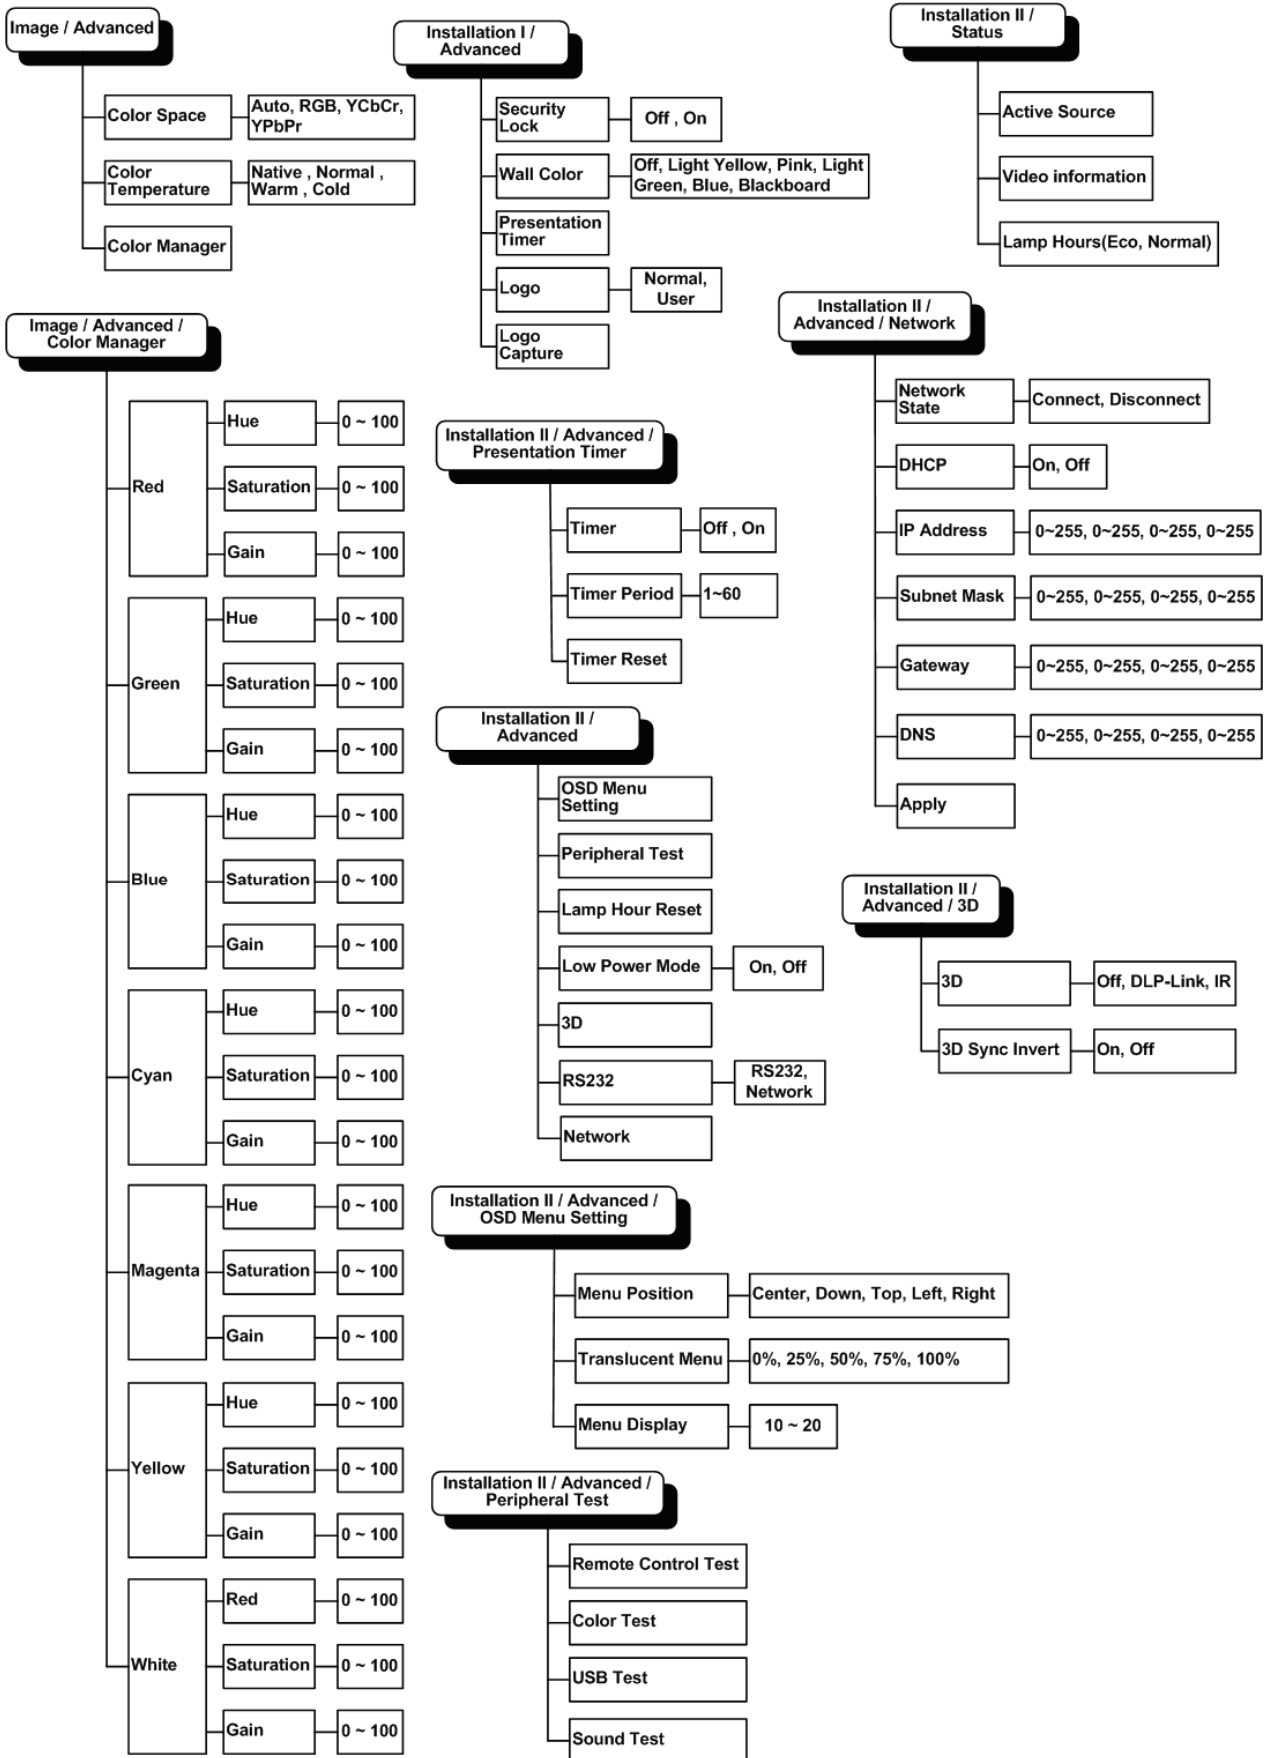 Image / Advanced
Color Space
Auto, RGB, YCbCr,
YPbPr
Color
Temperature
Native , Normal ,
Warm , Cold
Color Manager
Installation I /
Advanced
Security
Lock
Off , On
Wall Color
Off, Light Yellow, Pink, Light
Green, Blue, Blackboard
Presentation
Timer
Logo
Normal,
User
Logo
Capture
Installation II /
Status
Active Source
Video information
Lamp Hours(Eco, Normal)
Image / Advanced /
Color Manager
Red
Hue
0 ~ 100
Saturation
0 ~ 100
Gain
0 ~ 100
Green
Hue
0 ~ 100
Saturation
0 ~ 100
Gain
0 ~ 100
Blue
Hue
0 ~ 100
Saturation
0 ~ 100
Gain
0 ~ 100
Cyan
Hue
0 ~ 100
Saturation
0 ~ 100
Gain
0 ~ 100
Magenta
Hue
0 ~ 100
Saturation
0 ~ 100
Gain
0 ~ 100
Yellow
Hue
0 ~ 100
Saturation
0 ~ 100
Gain
0 ~ 100
White
Red
0 ~ 100
Saturation
0 ~ 100
Gain
0 ~ 100
Installation II / Advanced /
Presentation Timer
Timer
Off , On
Timer Period
1~60
Timer Reset
Installation II /
Advanced
OSD Menu
Setting
Peripheral Test
Lamp Hour Reset
Low Power Mode
On, Off
3D
RS232
RS232,
Network
Network
Installation II / Advanced /
OSD Menu Setting
Menu Position
Center, Down, Top, Left, Right
Translucent Menu
0%, 25%, 50%, 75%, 100%
Menu Display
10 ~ 20
Installation II / Advanced /
Peripheral Test
Remote Control Test
Color Test
USB Test
Sound Test
Installation II /
Advanced / Network
Network
State
Connect, Disconnect
DHCP
On, Off
IP Address
0~255, 0~255, 0~255, 0~255
Subnet Mask
0~255, 0~255, 0~255, 0~255
Gateway
0~255, 0~255, 0~255, 0~255
DNS
0~255, 0~255, 0~255, 0~255
Apply
Installation II /
Advanced / 3D
3D
Off, DLP-Link, IR
3D Sync Invert
On, Off